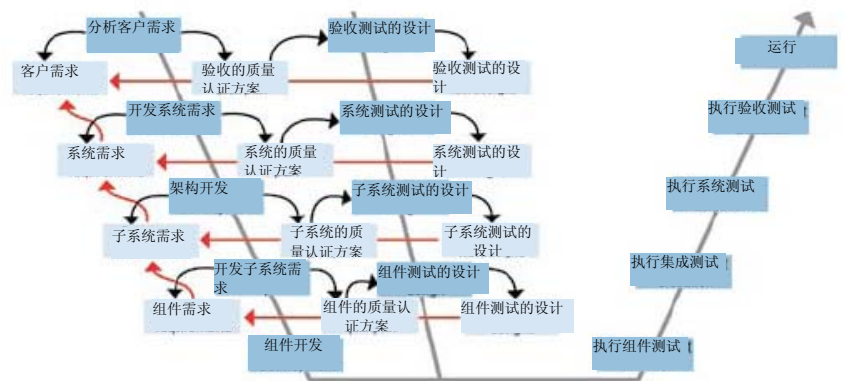 分析客户需求
验收测试的设计
运行
客户需求
验收的质量
认证方案
验收测试的设
计
开发系统需求
系统测试的设计
执行验收测试
系统需求
系统的质量
认证方案
系统测试的设
计
架构开发
子系统测试的设计
执行系统测试
子系统需求
子系统的质
量认证方案
子系统测试的
设计
开发子系统需
求
组件测试的设计
执行集成测试
组件需求
组件的质量认
证方案
组件测试的设计
组件开发
执行组件测试